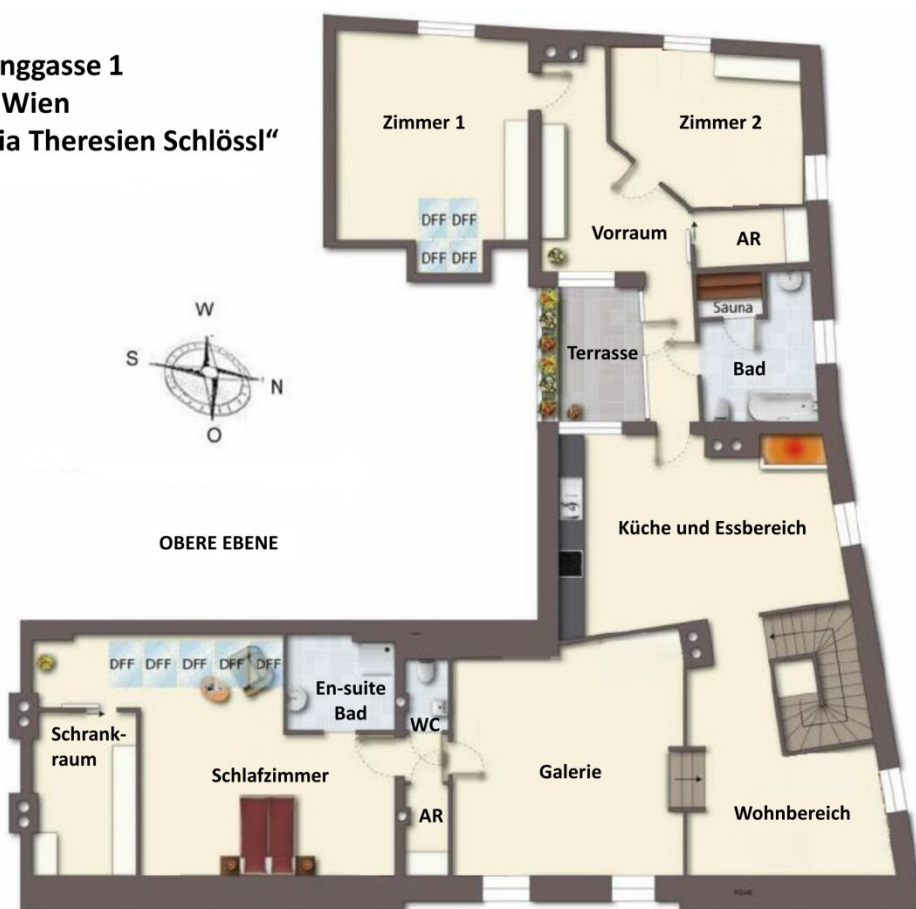 nggasse 1
Wien
ia Theresien Schlössl“
Zimmer 1
Zimmer 2
DFF DFF
DFF DFF
Vorraum
AR
Sauna
Terrasse
Bad
W
S
N
O
OBERE EBENE
Küche und Essbereich
DFF DFF DFF DFF DFF
En-suite
Bad
WC
Schrank-
raum
Schlafzimmer
Galerie
AR
Wohnbereich